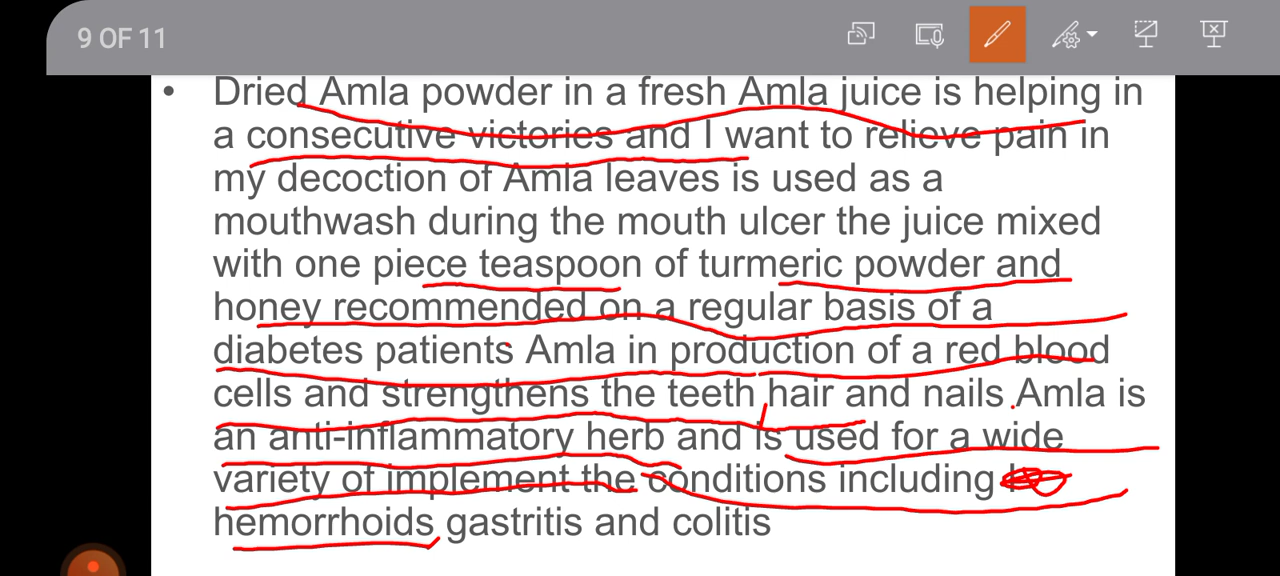 9 OF 11
• Dried Amla powder in a fresh Amla juice is helping in
a consecutive victories and I want to relieve pain in
my decoction of Amla leaves is used as a
mouthwash during the mouth ulcer the juice mixed
with one piece teaspoon of turmeric powder and
honey recommended on a regular basis of a
diabetes patients Amla in production of a red blood
cells and strengthens the teeth hair and nails Amla is
an anti-inflammatory herb and is used for a wide
variety of implement the conditions including
hemorrhoids gastritis and colitis